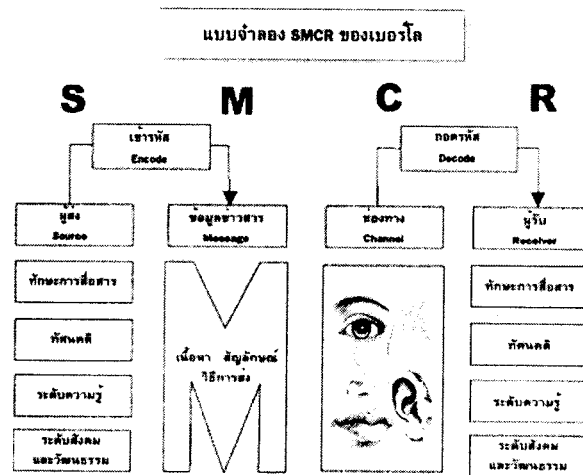 แบบจำลอง SMCR ของเบอร์โล
S M C R
เข้ารหัส
Encode
ถอดรหัส
Decode
ผู้ส่ง
Source
ข้อมูลข่าวสาร
Message
ช่องทาง
Channel
ผู้รับ
Receiver
ทักษะการสื่อสาร
ทัศนคติ
ระดับความรู้
ระดับสังคม
และวัฒนธรรม
เนื้อหา สัญลักษณ์
วิธีการส่ง
ทักษะการสื่อสาร
ทัศนคติ
ระดับความรู้
ระดับสังคม
และวัฒนธรรม